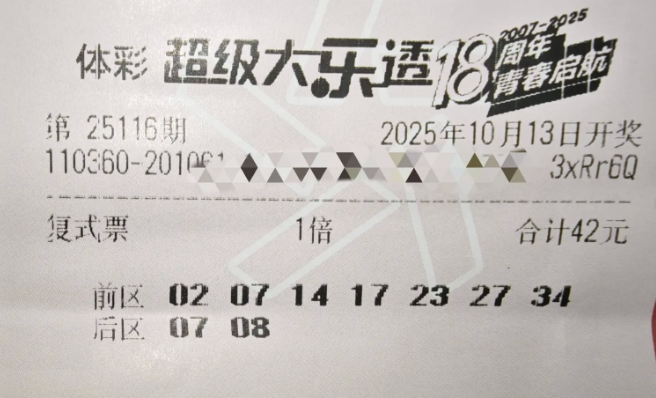 体彩 超级大乐透 18周年 2007-2025 青春启航
第 25116期 2025年10月13日开奖
110360-2010 3xRr6Q
复式票 1倍 合计42元
前区 02 07 14 17 23 27 34
后区 07 08